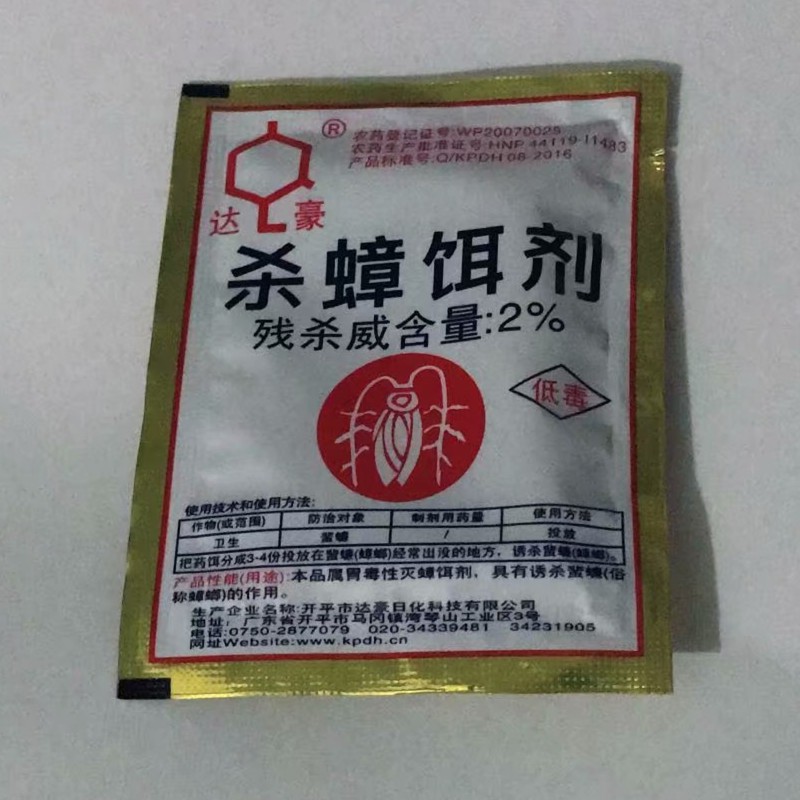 ®
农药登记证号:WP20070025
农药生产批准证号:HNP 44119-I1483
产品标准号:Q/KPDH 08-2016
达豪
杀蟑饵剂
残杀威含量:2%
低毒
使用技术和使用方法:
作物(或范围) 防治对象 制剂用药量 使用方法
卫生 蜚蠊 / 投放
把药饵分成3-4份投放在蜚蠊(蟑螂)经常出没的地方，诱杀蜚蠊(蟑螂)。
产品性能(用途):本品属胃毒性灭蟑饵剂，具有诱杀蜚蠊(俗
称蟑螂)的作用。
生产企业名称:开平市达豪日化科技有限公司
地址：广东省开平市马冈镇湾琴山工业区3号
电话:0750-2877079 020-34339481 34231905
网址Website:www.kpdh.cn